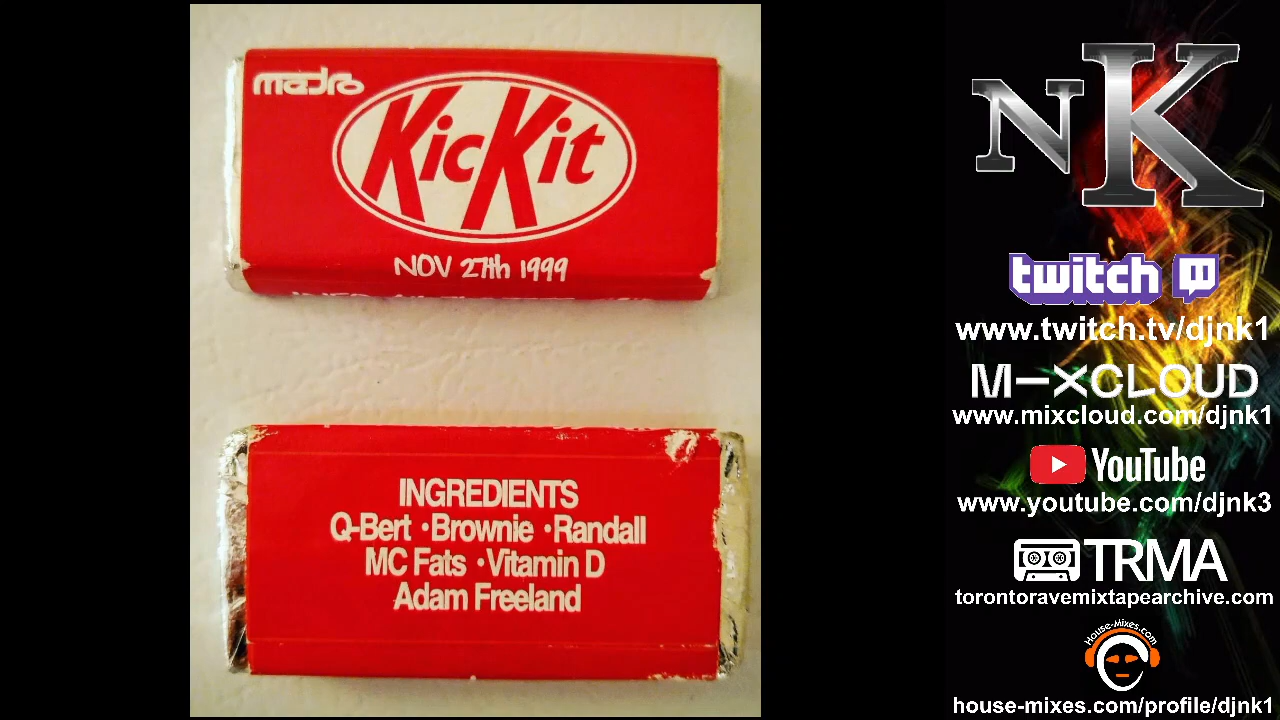 medro
KicKit
NOV 27th 1999
INGREDIENTS
Q-Bert • Brownie • Randall
MC Fats • Vitamin D
Adam Freeland
NK
twitch
www.twitch.tv/djnk1
MIXCLOUD
www.mixcloud.com/djnk1
YouTube
www.youtube.com/djnk3
TRMA
torontoravemixtapearchive.com
House-Mixes.com
house-mixes.com/profile/djnk1